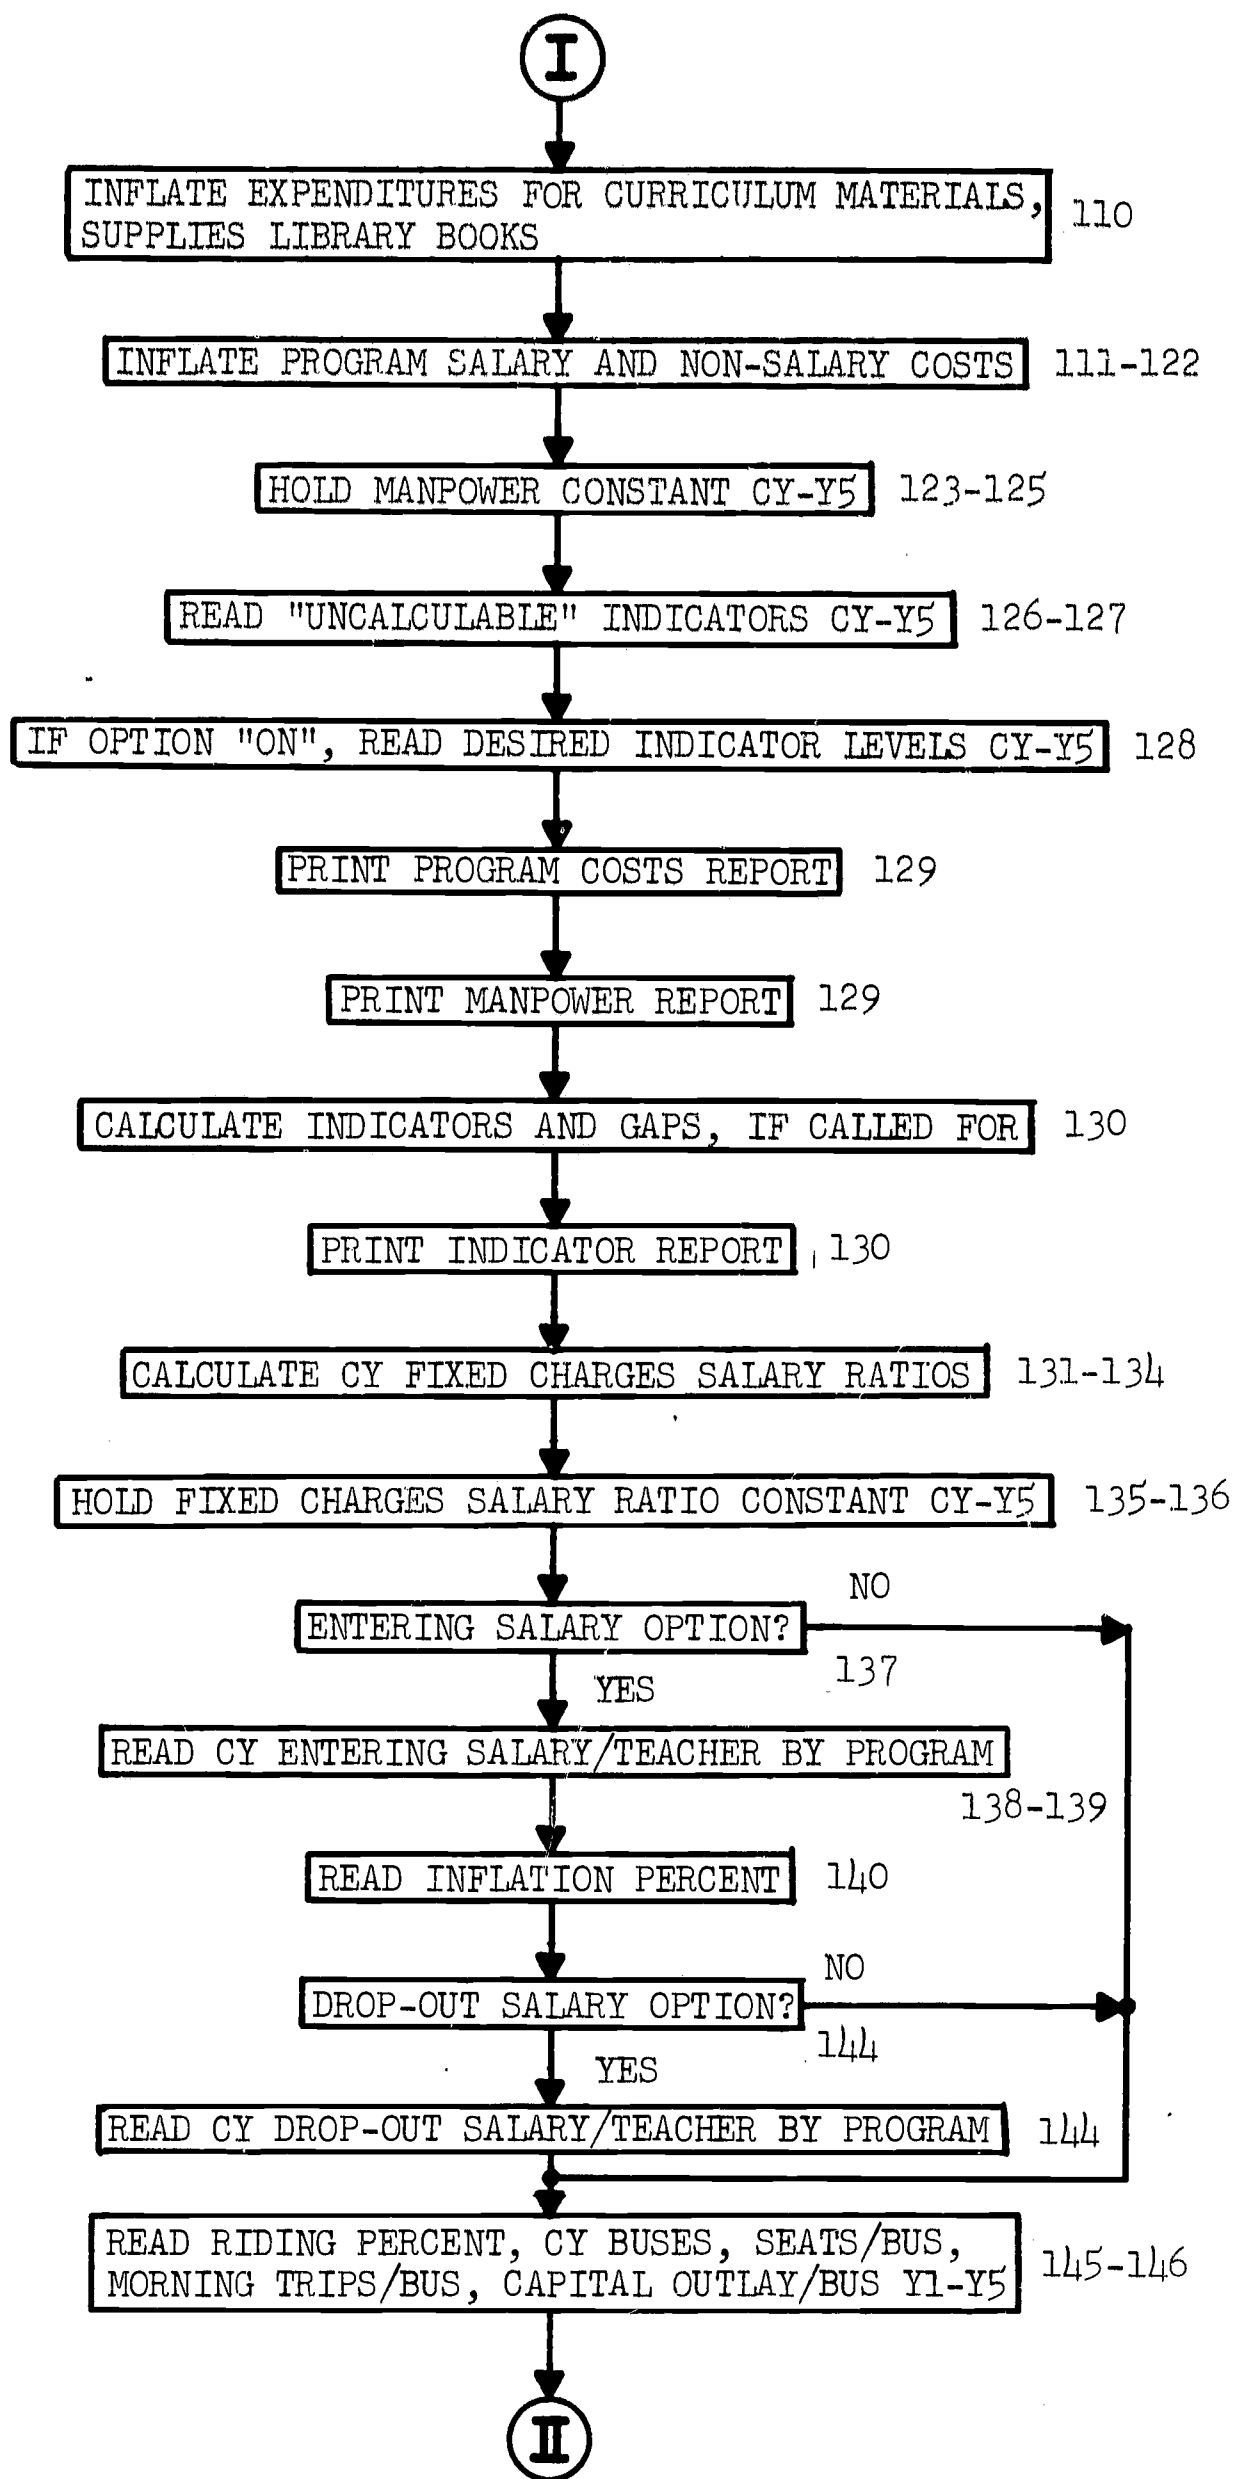 I
INFLATE EXPENDITURES FOR CURRICULUM MATERIALS,
SUPPLIES LIBRARY BOOKS
110
INFLATE PROGRAM SALARY AND NON-SALARY COSTS
111-122
HOLD MANPOWER CONSTANT CY-Y5
123-125
READ "UNCALCULABLE" INDICATORS CY-Y5
126-127
IF OPTION "ON", READ DESIRED INDICATOR LEVELS CY-Y5
128
PRINT PROGRAM COSTS REPORT
129
PRINT MANPOWER REPORT
129
CALCULATE INDICATORS AND GAPS, IF CALLED FOR
130
PRINT INDICATOR REPORT
130
CALCULATE CY FIXED CHARGES SALARY RATIOS
131-134
HOLD FIXED CHARGES SALARY RATIO CONSTANT CY-Y5
135-136
NO
ENTERING SALARY OPTION?
137
YES
READ CY ENTERING SALARY/TEACHER BY PROGRAM
138-139
READ INFLATION PERCENT
140
NO
DROP-OUT SALARY OPTION?
144
YES
READ CY DROP-OUT SALARY/TEACHER BY PROGRAM
144
READ RIDING PERCENT, CY BUSES, SEATS/BUS,
MORNING TRIPS/BUS, CAPITAL OUTLAY/BUS Y1-Y5
145-146
II